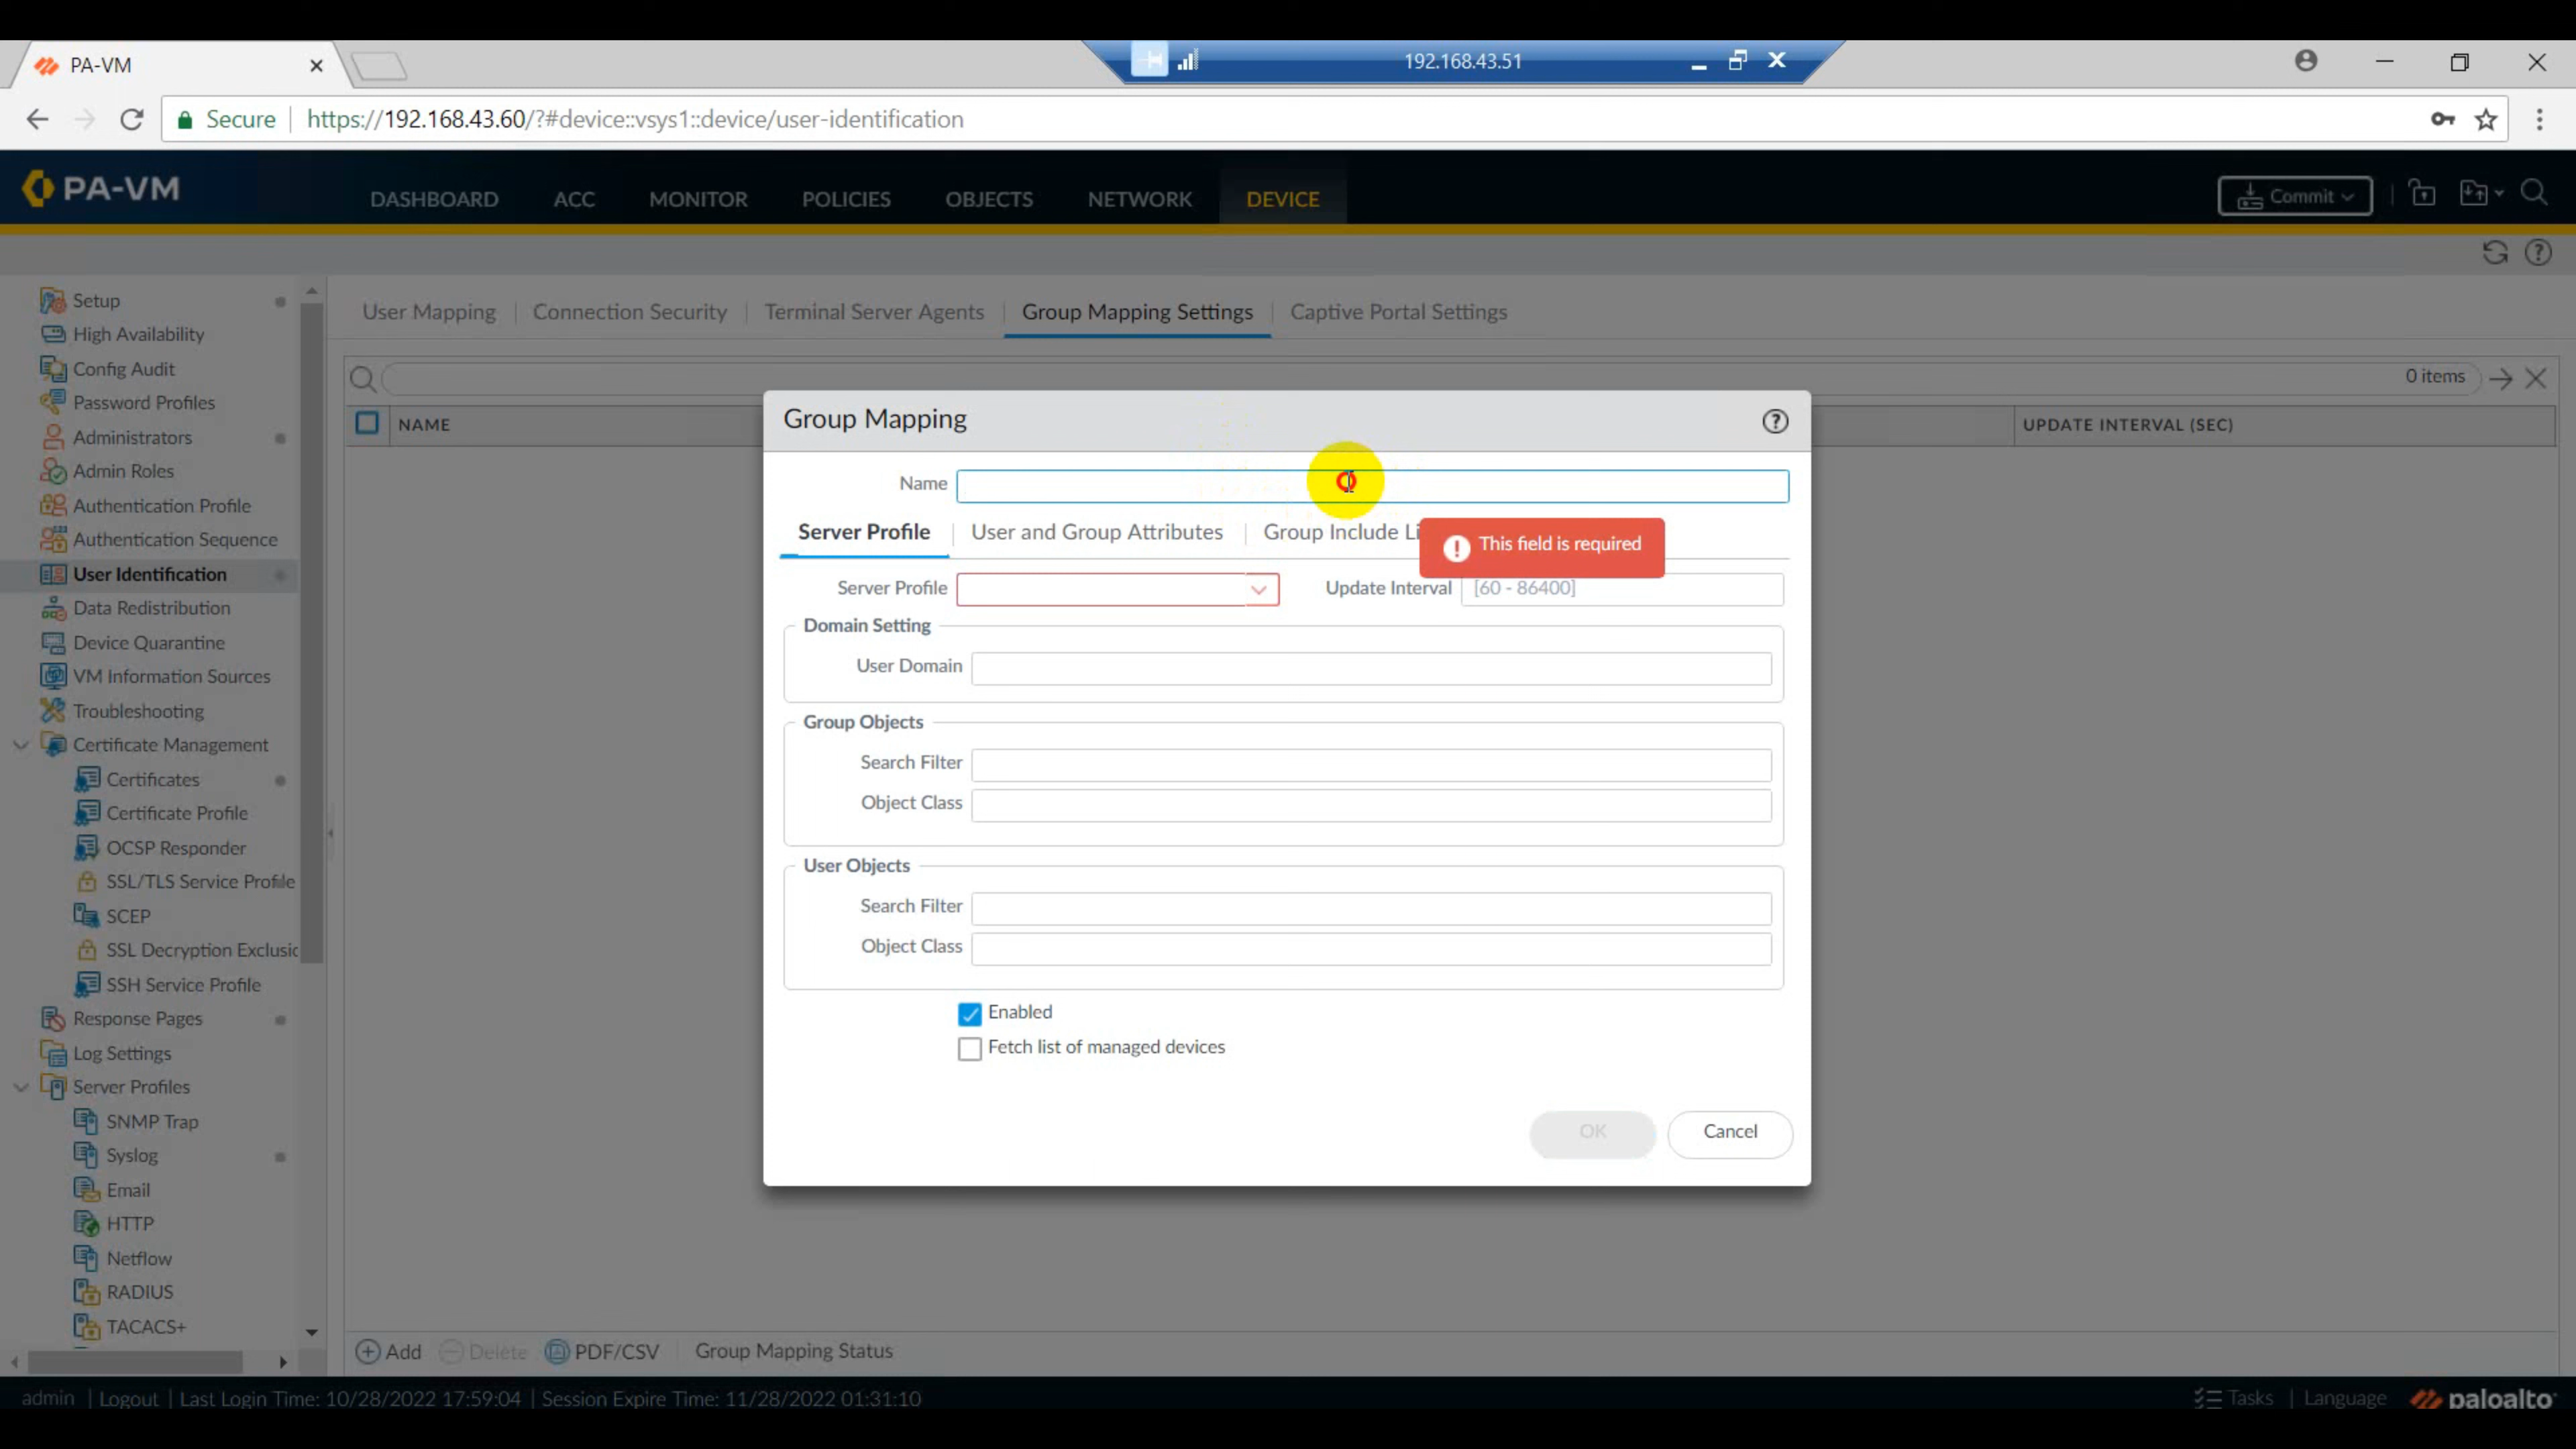 PA-VM
192.168.43.51
Secure
https://192.168.43.60/?#device::vsys1::device/user-identification
PA-VM
DASHBOARD
ACC
MONITOR
POLICIES
OBJECTS
NETWORK
DEVICE
Commit
Setup
High Availability
Config Audit
Password Profiles
Administrators
Admin Roles
Authentication Profile
Authentication Sequence
User Identification
Data Redistribution
Device Quarantine
VM Information Sources
Troubleshooting
Certificate Management
Certificates
Certificate Profile
OCSP Responder
SSL/TLS Service Profile
SCEP
SSL Decryption Exclusic
SSH Service Profile
Response Pages
Log Settings
Server Profiles
SNMP Trap
Syslog
Email
HTTP
Netflow
RADIUS
TACACS+
User Mapping
Connection Security
Terminal Server Agents
Group Mapping Settings
Captive Portal Settings
0 items
NAME
UPDATE INTERVAL (SEC)
Group Mapping
Name
Server Profile
User and Group Attributes
Group Include Li
This field is required
Server Profile
Update Interval
[60 - 86400]
Domain Setting
User Domain
Group Objects
Search Filter
Object Class
User Objects
Search Filter
Object Class
Enabled
Fetch list of managed devices
OK
Cancel
Add
Delete
PDF/CSV
Group Mapping Status
admin | Logout | Last Login Time: 10/28/2022 17:59:04 | Session Expire Time: 11/28/2022 01:31:10
Tasks | Language
paloalto